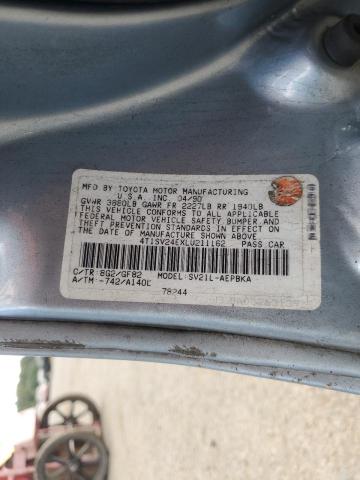 MFD BY TOYOTA MOTOR MANUFACTURING
U.S.A. INC. 04/90
GVWR 3880LB GAWR FR 2227LB RR 1940LB
THIS VEHICLE CONFORMS TO ALL APPLICABLE
FEDERAL MOTOR VEHICLE SAFETY, BUMPER AND
THEFT PREVENTION STANDARDS IN EFFECT ON
THE DATE OF MANUFACTURE SHOWN ABOVE.
4T1SV24EXLU211162 PASS.CAR
C/TR 8G2/GF82 MODEL:SV21L-AEPBKA
A/TM -742/A140E
78244